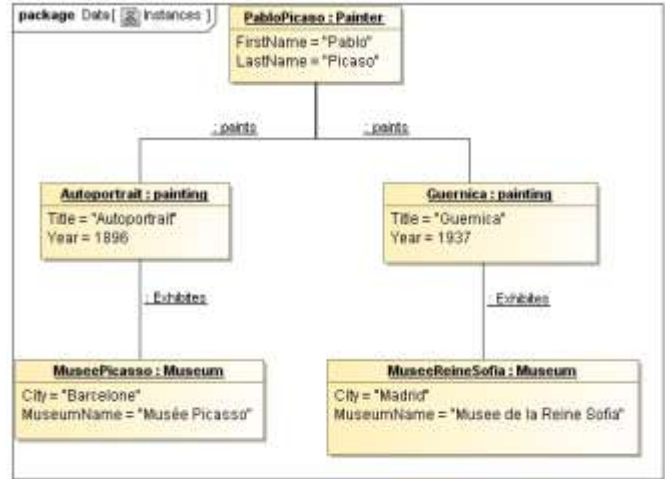 package Data [ Instances ]
PabloPicaso : Painter
FirstName = "Pablo"
LastName = "Picaso"
: paints
: paints
Autoportrait : painting
Title = "Autoportrait"
Year = 1896
Guernica : painting
Title = "Guernica"
Year = 1937
: Exhibites
: Exhibites
MuseePicasso : Museum
City = "Barcelone"
MuseumName = "Musée Picasso"
MuseeReineSofia : Museum
City = "Madrid"
MuseumName = "Musee de la Reine Sofia"